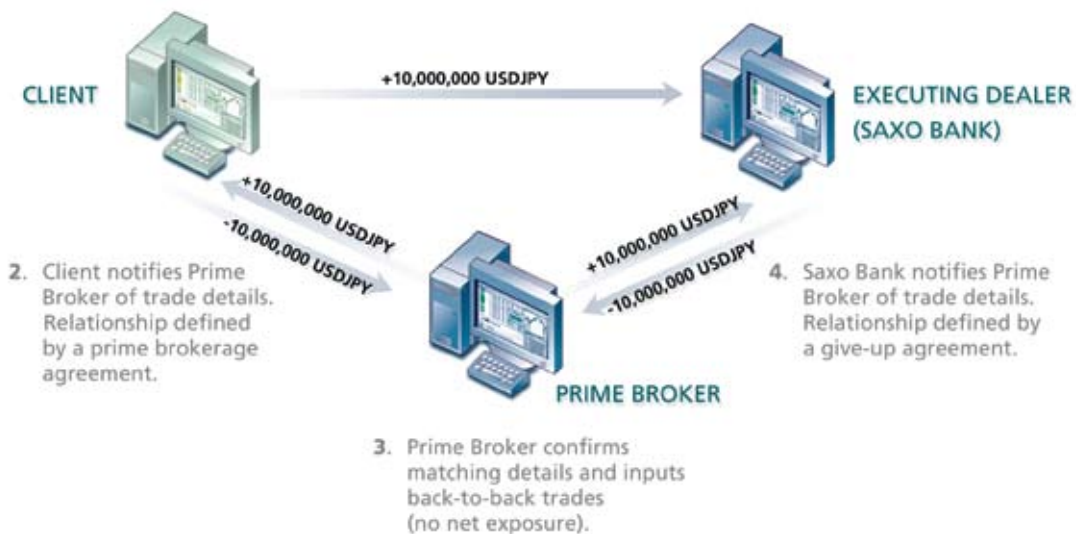 CLIENT
+10,000,000 USDJPY
EXECUTING DEALER
(SAXO BANK)
+10,000,000 USDJPY
-10,000,000 USDJPY
+10,000,000 USDJPY
-10,000,000 USDJPY
2. Client notifies Prime
Broker of trade details.
Relationship defined
by a prime brokerage
agreement.
4. Saxo Bank notifies Prime
Broker of trade details.
Relationship defined by
a give-up agreement.
PRIME BROKER
3. Prime Broker confirms
matching details and inputs
back-to-back trades
(no net exposure).